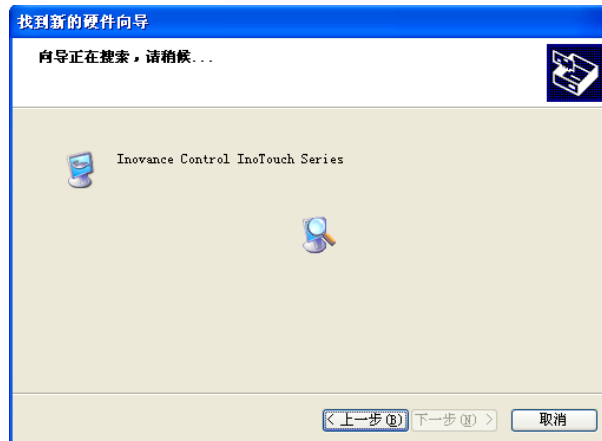 找到新的硬件向导
向导正在搜索，请稍候...
Inovance Control InoTouch Series
< 上一步(B)
下一步(N) >
取消